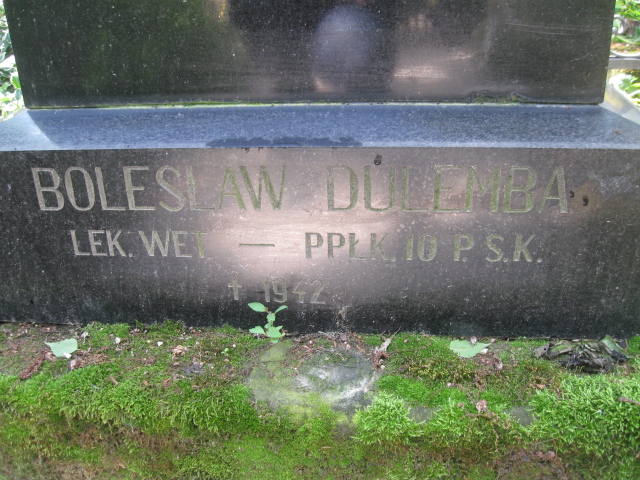 BOLESŁAW DULEMBA
LEK. WET. — PPŁK. 10 P. S. K.
✝ 1942